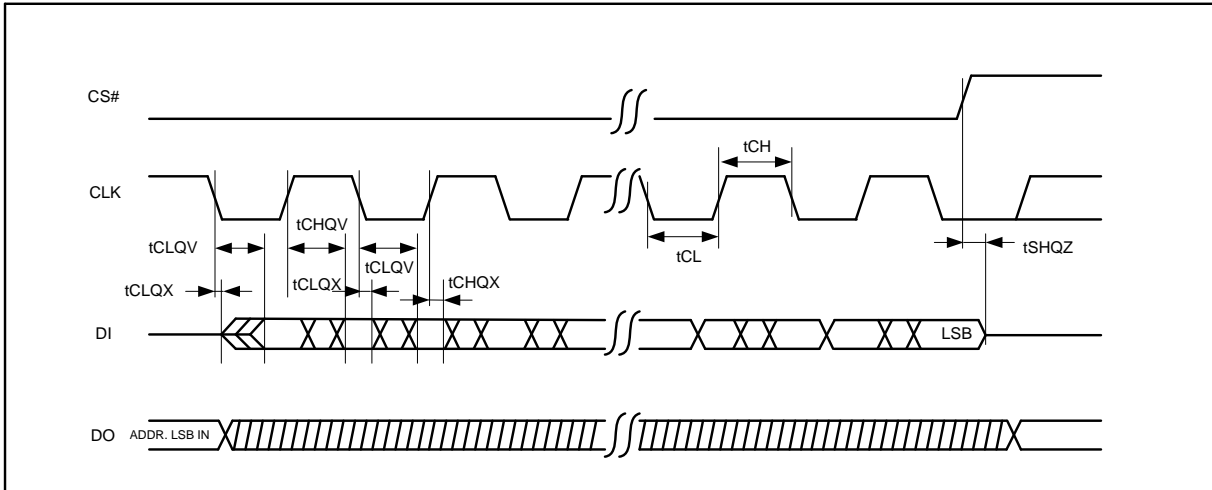 CS#
tCH
CLK
tCLQV
tCHQV
tCLQV
tCL
tSHQZ
tCLQX
tCLQX
tCHQX
DI
LSB
DO
ADDR. LSB IN